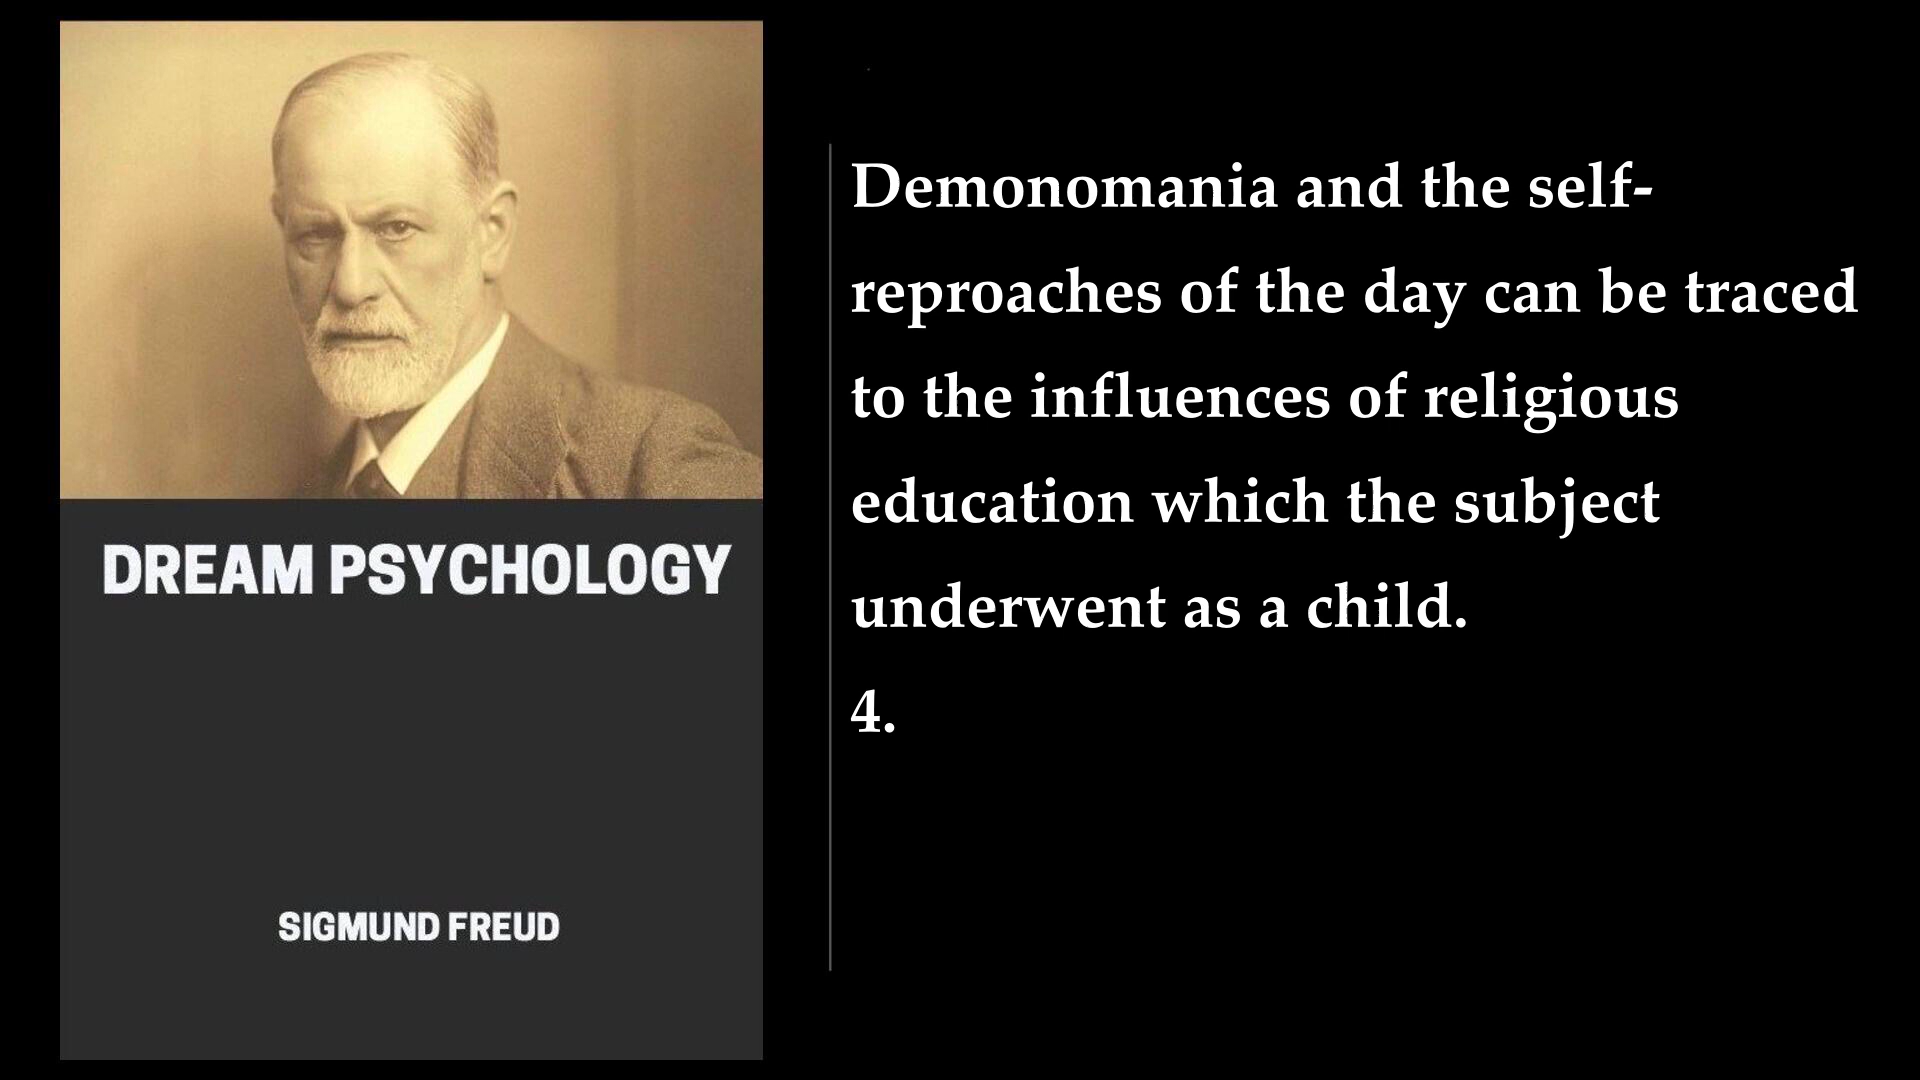 DREAM PSYCHOLOGY
SIGMUND FREUD
Demonomania and the self-
reproaches of the day can be traced
to the influences of religious
education which the subject
underwent as a child.
4.